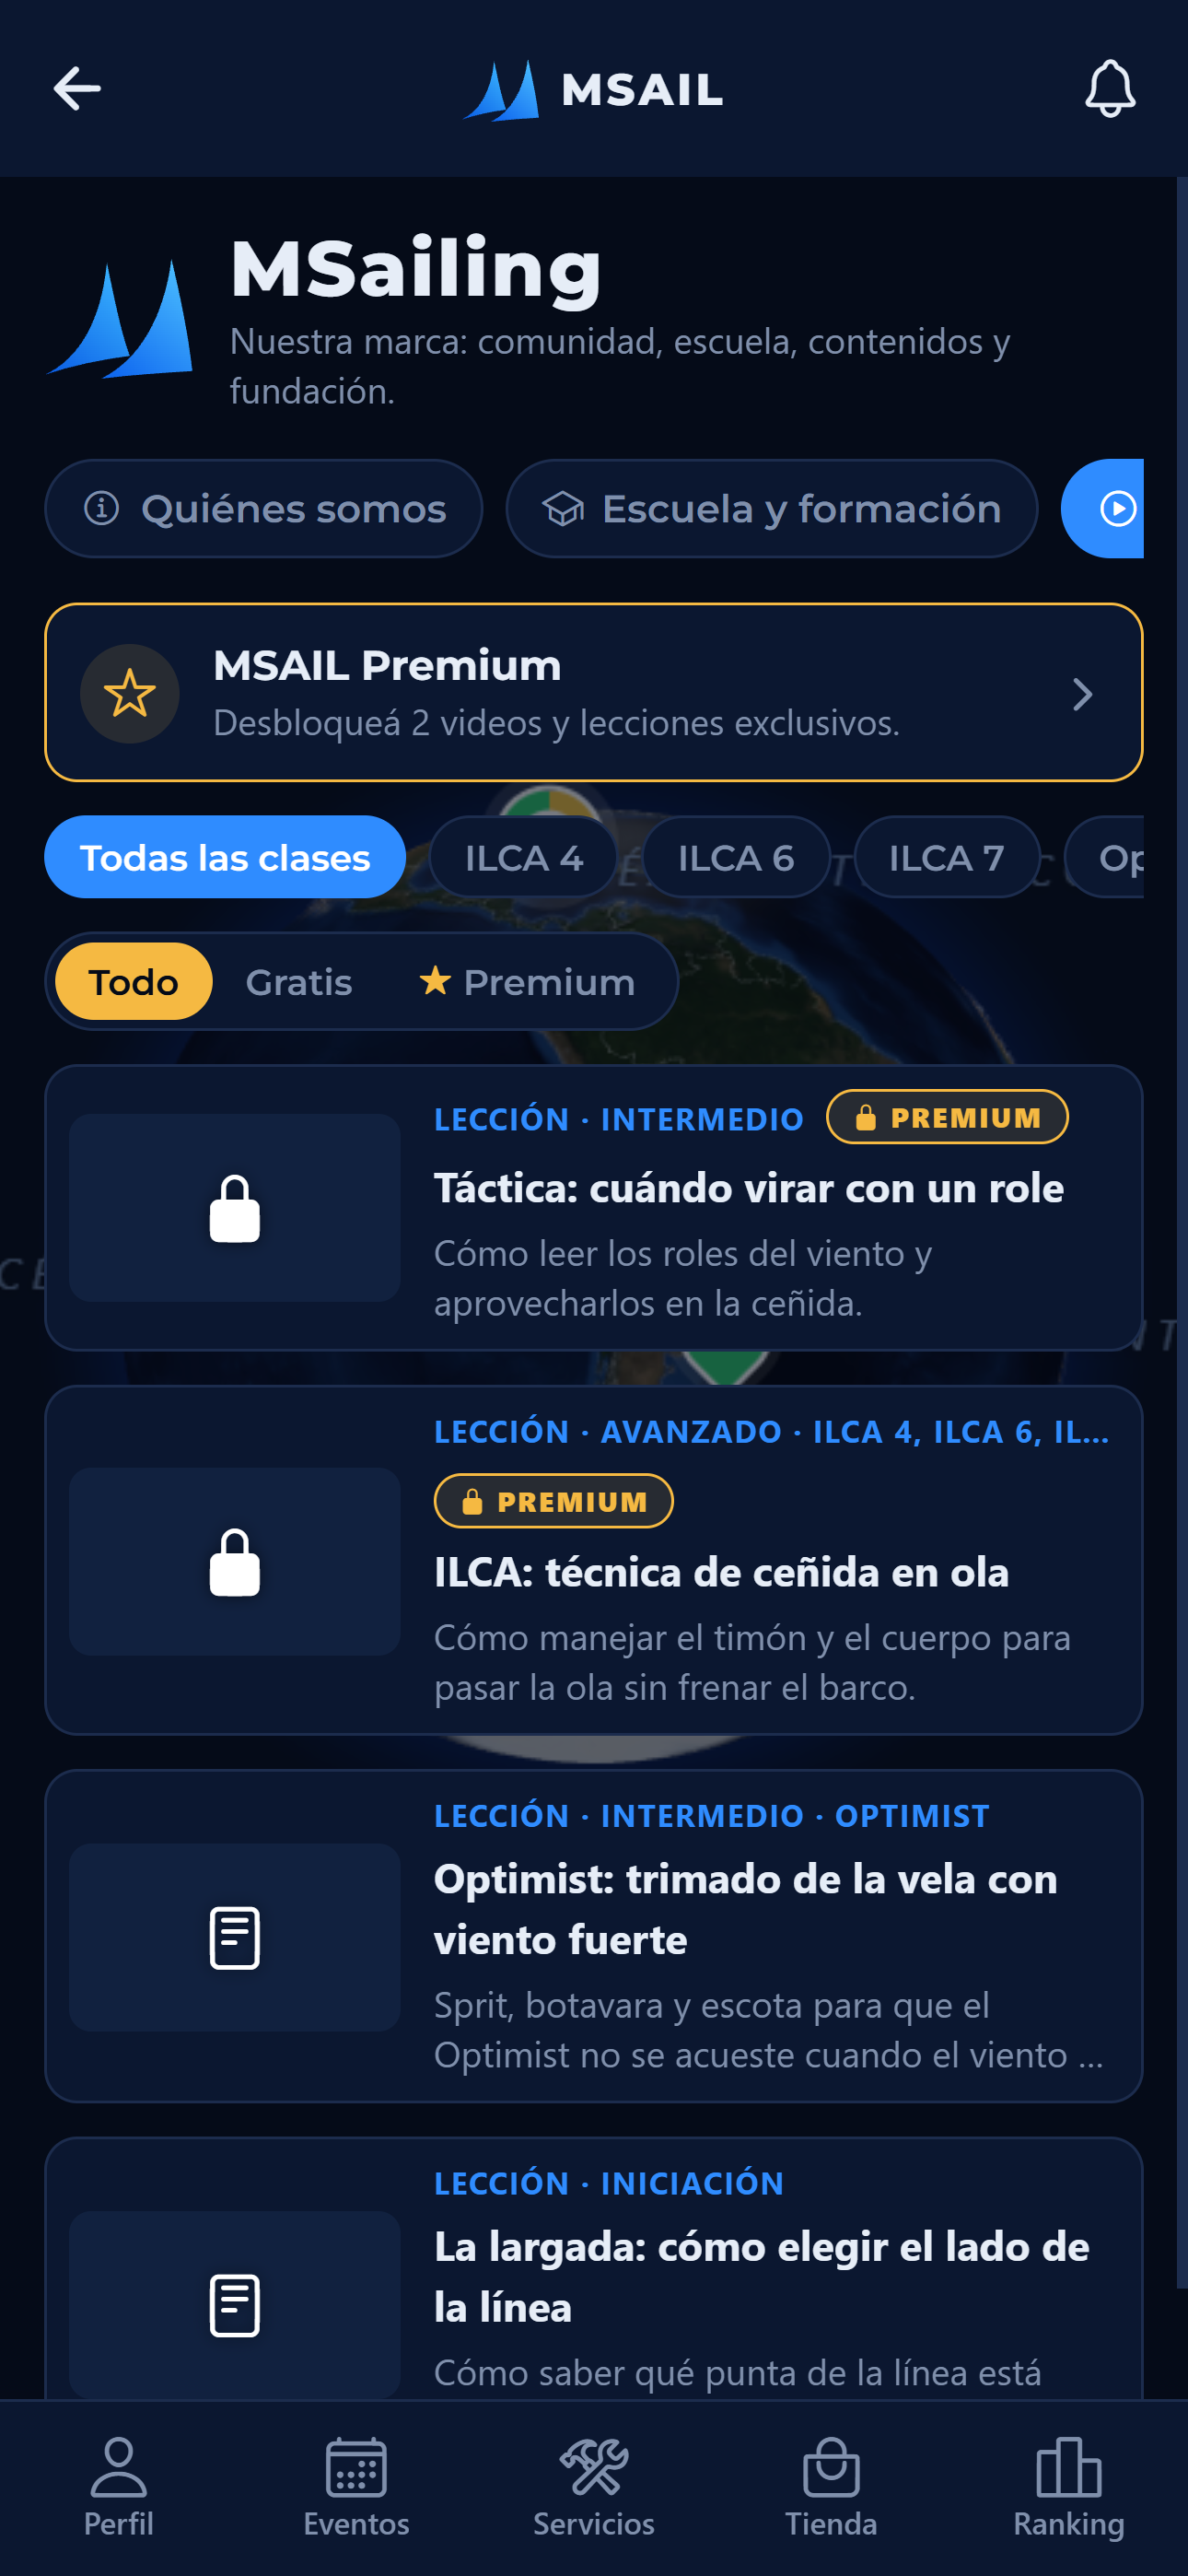 MSAIL
MSailing
Nuestra marca: comunidad, escuela, contenidos y
fundación.
Quiénes somos
Escuela y formación
MSAIL Premium
Desbloqueá 2 videos y lecciones exclusivos.
Todas las clases
ILCA 4
ILCA 6
ILCA 7
Op
Todo
Gratis
Premium
LECCIÓN · INTERMEDIO
PREMIUM
Táctica: cuándo virar con un role
Cómo leer los roles del viento y
aprovecharlos en la ceñida.
LECCIÓN · AVANZADO · ILCA 4, ILCA 6, IL...
PREMIUM
ILCA: técnica de ceñida en ola
Cómo manejar el timón y el cuerpo para
pasar la ola sin frenar el barco.
LECCIÓN · INTERMEDIO · OPTIMIST
Optimist: trimado de la vela con
viento fuerte
Sprit, botavara y escota para que el
Optimist no se acueste cuando el viento ...
LECCIÓN · INICIACIÓN
La largada: cómo elegir el lado de
la línea
Cómo saber qué punta de la línea está
Perfil
Eventos
Servicios
Tienda
Ranking